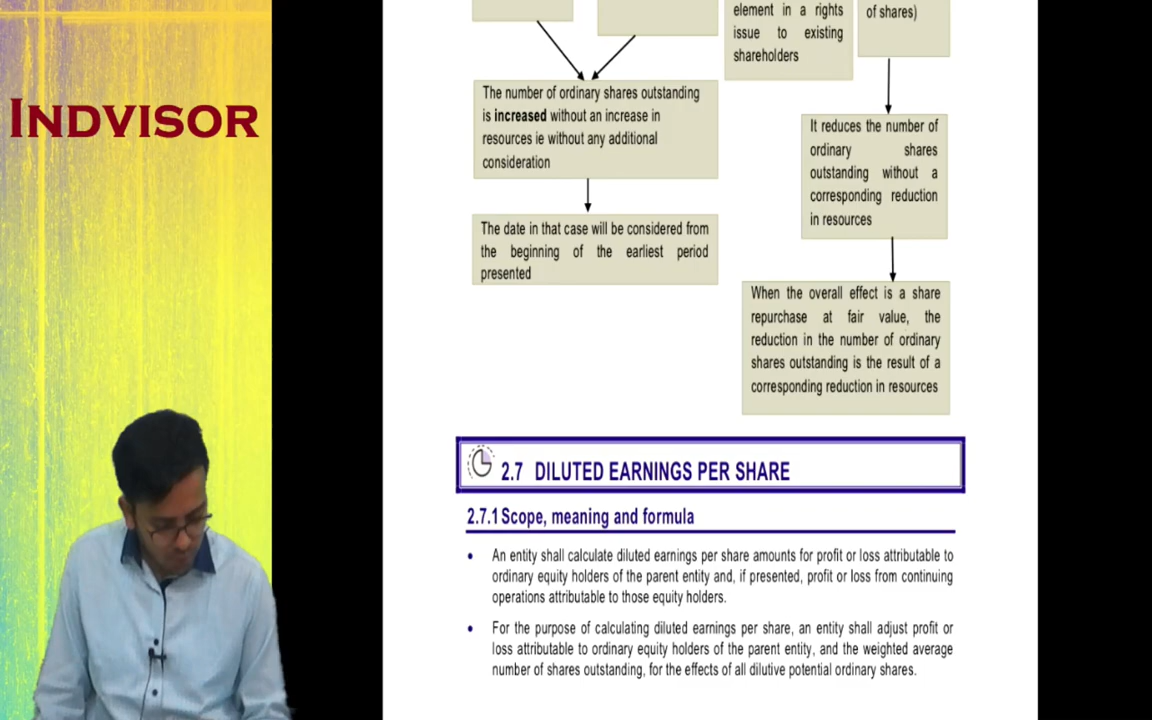 INDVISOR
element in a rights
issue to existing
shareholders
of shares)
The number of ordinary shares outstanding
is increased without an increase in
resources ie without any additional
consideration
It reduces the number of
ordinary shares
outstanding without a
corresponding reduction
in resources
The date in that case will be considered from
the beginning of the earliest period
presented
When the overall effect is a share
repurchase at fair value, the
reduction in the number of ordinary
shares outstanding is the result of a
corresponding reduction in resources
2.7 DILUTED EARNINGS PER SHARE
2.7.1 Scope, meaning and formula
• An entity shall calculate diluted earnings per share amounts for profit or loss attributable to
ordinary equity holders of the parent entity and, if presented, profit or loss from continuing
operations attributable to those equity holders.
• For the purpose of calculating diluted earnings per share, an entity shall adjust profit or
loss attributable to ordinary equity holders of the parent entity, and the weighted average
number of shares outstanding, for the effects of all dilutive potential ordinary shares.